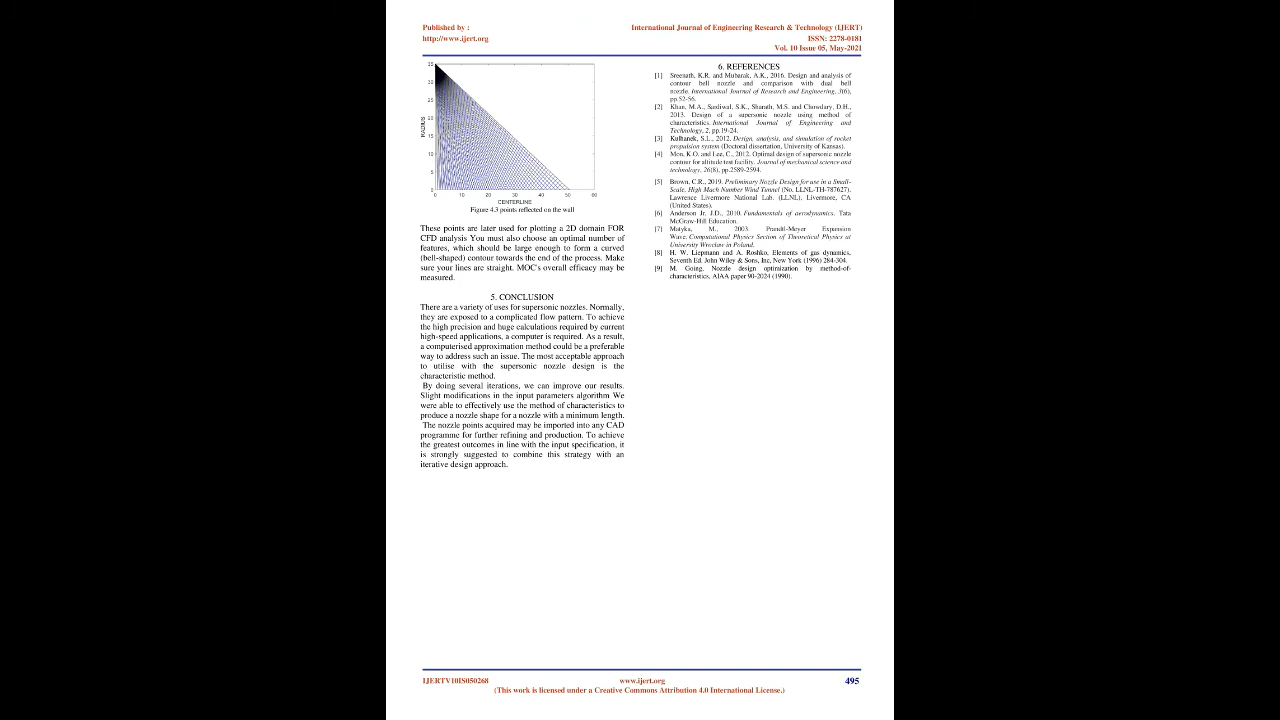 Published by :
http://www.ijert.org
International Journal of Engineering Research & Technology (IJERT)
ISSN: 2278-0181
Vol. 10 Issue 05, May-2021
35
30
25
20
15
10
5
0
RADIUS
0 10 20 30 40 50 60
CENTERLINE
Figure 4.3 points reflected on the wall
These points are later used for plotting a 2D domain FOR
CFD analysis You must also choose an optimal number of
features, which should be large enough to form a curved
(bell-shaped) contour towards the end of the process. Make
sure your lines are straight. MOC's overall efficacy may be
measured.
5. CONCLUSION
There are a variety of uses for supersonic nozzles. Normally,
they are exposed to a complicated flow pattern. To achieve
the high precision and huge calculations required by current
high-speed applications, a computer is required. As a result,
a computerised approximation method could be a preferable
way to address such an issue. The most acceptable approach
to utilise with the supersonic nozzle design is the
characteristic method.
By doing several iterations, we can improve our results.
Slight modifications in the input parameters algorithm We
were able to effectively use the method of characteristics to
produce a nozzle shape for a nozzle with a minimum length.
The nozzle points acquired may be imported into any CAD
programme for further refining and production. To achieve
the greatest outcomes in line with the input specification, it
is strongly suggested to combine this strategy with an
iterative design approach.
6. REFERENCES
[1] Sreenath, K.R. and Mubarak, A.K., 2016. Design and analysis of
contour bell nozzle and comparison with dual bell
nozzle. International Journal of Research and Engineering, 3(6),
pp.52-56.
[2] Khan, M.A., Sardiwal, S.K., Sharath, M.S. and Chowdary, D.H.,
2013. Design of a supersonic nozzle using method of
characteristics. International Journal of Engineering and
Technology, 2, pp.19-24.
[3] Kulhanek, S.L., 2012. Design, analysis, and simulation of rocket
propulsion system (Doctoral dissertation, University of Kansas).
[4] Mon, K.O. and Lee, C., 2012. Optimal design of supersonic nozzle
contour for altitude test facility. Journal of mechanical science and
technology, 26(8), pp.2589-2594.
[5] Brown, C.R., 2019. Preliminary Nozzle Design for use in a Small-
Scale, High Mach Number Wind Tunnel (No. LLNL-TH-787627).
Lawrence Livermore National Lab. (LLNL), Livermore, CA
(United States).
[6] Anderson Jr, J.D., 2010. Fundamentals of aerodynamics. Tata
McGraw-Hill Education.
[7] Matyka, M., 2003. Prandtl-Meyer Expansion
Wave. Computational Physics Section of Theoretical Physics at
University Wroclaw in Poland.
[8] H. W. Liepmann and A. Roshko, Elements of gas dynamics,
Seventh Ed. John Wiley & Sons, Inc, New York (1996) 284-304.
[9] M. Going, Nozzle design optimization by method-of-
characteristics, AIAA paper 90-2024 (1990).
IJERTV10IS050268
www.ijert.org
495
(This work is licensed under a Creative Commons Attribution 4.0 International License.)